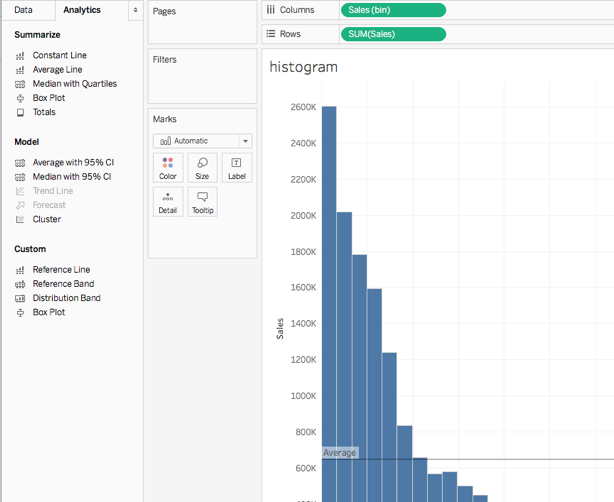 Data
Analytics
Summarize
Constant Line
Average Line
Median with Quartiles
Box Plot
Totals
Model
Average with 95% CI
Median with 95% CI
Trend Line
Forecast
Cluster
Custom
Reference Line
Reference Band
Distribution Band
Box Plot
Pages
Filters
Marks
Automatic
Color
Size
Label
Detail
Tooltip
Columns
Sales (bin)
Rows
SUM(Sales)
histogram
2600K
2400K
2200K
2000K
1800K
1600K
1400K
1200K
1000K
800K
600K
400K
Sales
Average